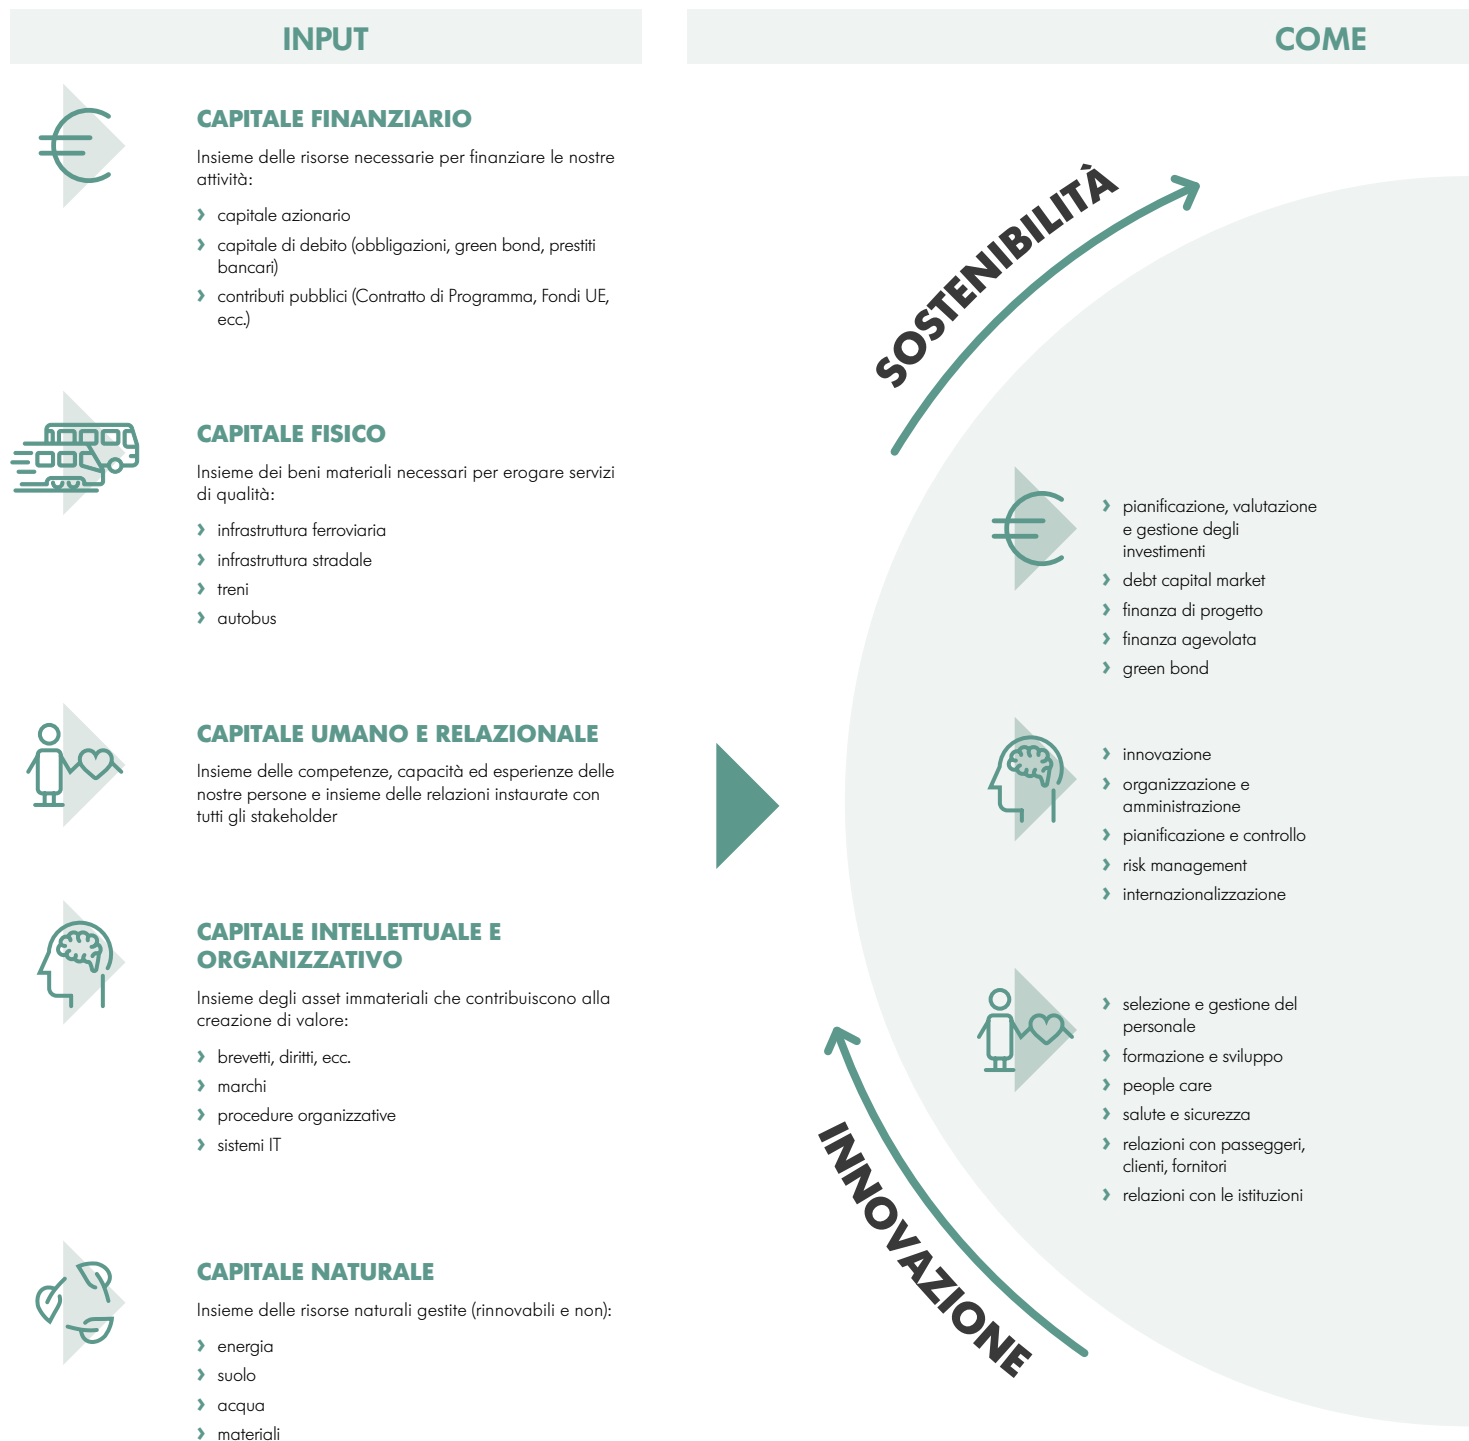 INPUT
CAPITALE FINANZIARIO
Insieme delle risorse necessarie per finanziare le nostre
attività:
capitale azionario
capitale di debito (obbligazioni, green bond, prestiti
bancari)
contributi pubblici (Contratto di Programma, Fondi UE,
ecc.)
CAPITALE FISICO
Insieme dei beni materiali necessari per erogare servizi
di qualità:
infrastruttura ferroviaria
infrastruttura stradale
treni
autobus
CAPITALE UMANO E RELAZIONALE
Insieme delle competenze, capacità ed esperienze delle
nostre persone e insieme delle relazioni instaurate con
tutti gli stakeholder
CAPITALE INTELLETTUALE E
ORGANIZZATIVO
Insieme degli asset immateriali che contribuiscono alla
creazione di valore:
brevetti, diritti, ecc.
marchi
procedure organizzative
sistemi IT
CAPITALE NATURALE
Insieme delle risorse naturali gestite (rinnovabili e non):
energia
suolo
acqua
materiali
COME
SOSTENIBILITÀ
pianificazione, valutazione
e gestione degli
investimenti
debt capital market
finanza di progetto
finanza agevolata
green bond
innovazione
organizzazione e
amministrazione
pianificazione e controllo
risk management
internazionalizzazione
selezione e gestione del
personale
formazione e sviluppo
people care
salute e sicurezza
relazioni con passeggeri,
clienti, fornitori
relazioni con le istituzioni
INNOVAZIONE